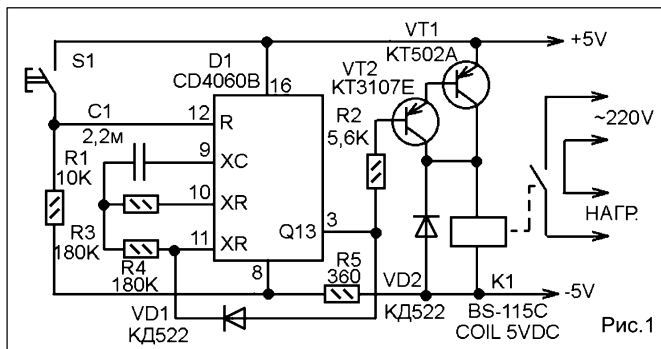 S1
D1
CD4060B
VT1
KT502A
+5V
VT2
KT3107E
16
C1
2,2м
12
R
R2
5,6K
~220V
R1
10K
9
XC
10
XR
R3
180K
11
XR
Q13
3
НАГР.
R4
180K
8
R5
360
VD2
КД522
K1
-5V
VD1
КД522
BS-115C
COIL 5VDC
Рис.1